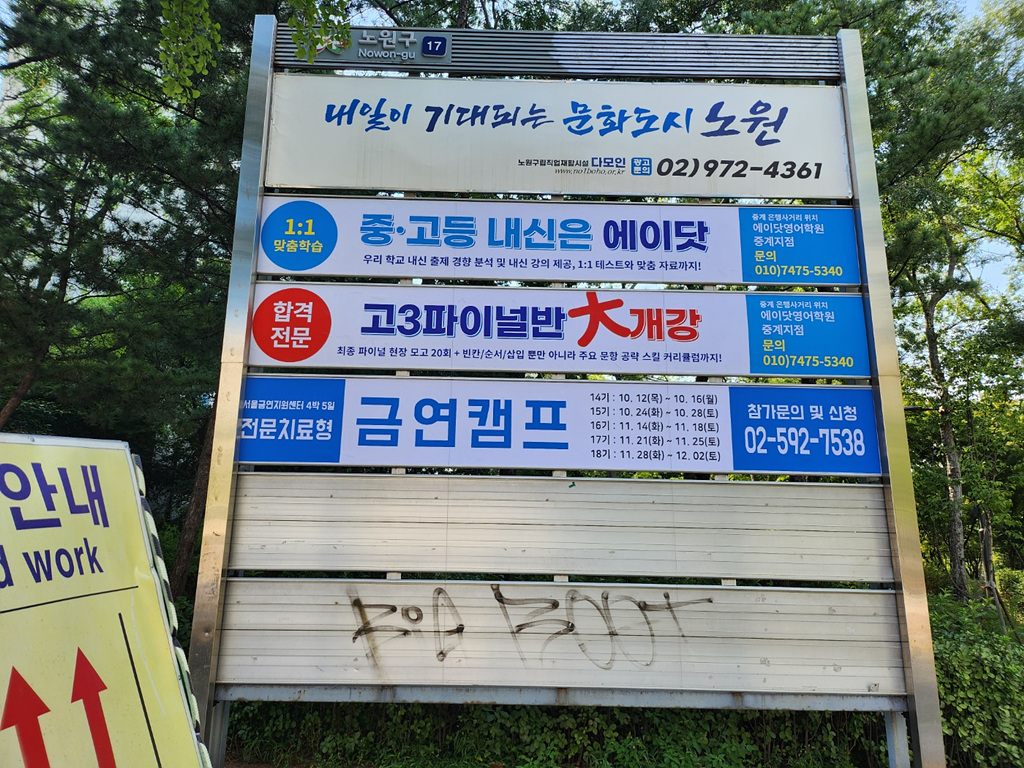 노원구
Nowon-gu 17
내일이 기대되는 문화도시 노원
노원구립직업재활시설 다모인
www.no1boho.or.kr
광고문의
02)972-4361
1:1
맞춤학습
중·고등 내신은 에이닷
우리 학교 내신 출제 경향 분석 및 내신 강의 제공, 1:1 테스트와 맞춤 자료까지!
중계 은행사거리 위치
에이닷영어학원
중계지점
문의
010)7475-5340
합격
전문
고3파이널반 大개강
최종 파이널 현장 모고 20회 + 빈칸/순서/삽입 뿐만 아니라 주요 문항 공략 스킬 커리큘럼까지!
중계 은행사거리 위치
에이닷영어학원
중계지점
문의
010)7475-5340
서울금연지원센터 4박 5일
전문치료형
금연캠프
14기 : 10. 12(목) ~ 10. 16(월)
15기 : 10. 24(화) ~ 10. 28(토)
16기 : 11. 14(화) ~ 11. 18(토)
17기 : 11. 21(화) ~ 11. 25(토)
18기 : 11. 28(화) ~ 12. 02(토)
참가문의 및 신청
02-592-7538
안내
work